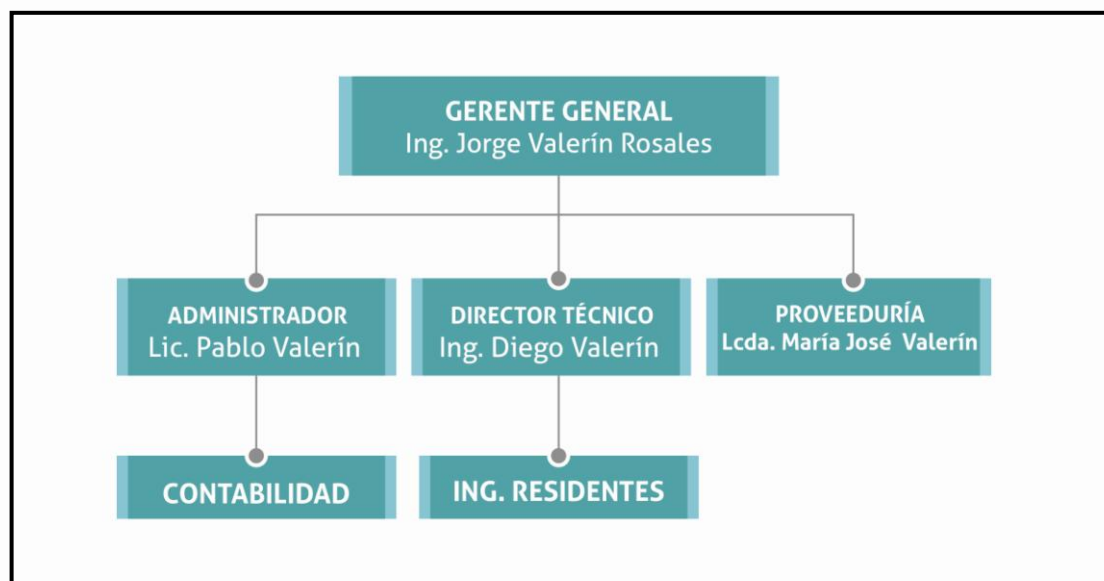 GERENTE GENERAL
Ing. Jorge Valerín Rosales
ADMINISTRADOR
Lic. Pablo Valerín
DIRECTOR TÉCNICO
Ing. Diego Valerín
PROVEEDURÍA
Lcda. María José Valerín
CONTABILIDAD
ING. RESIDENTES